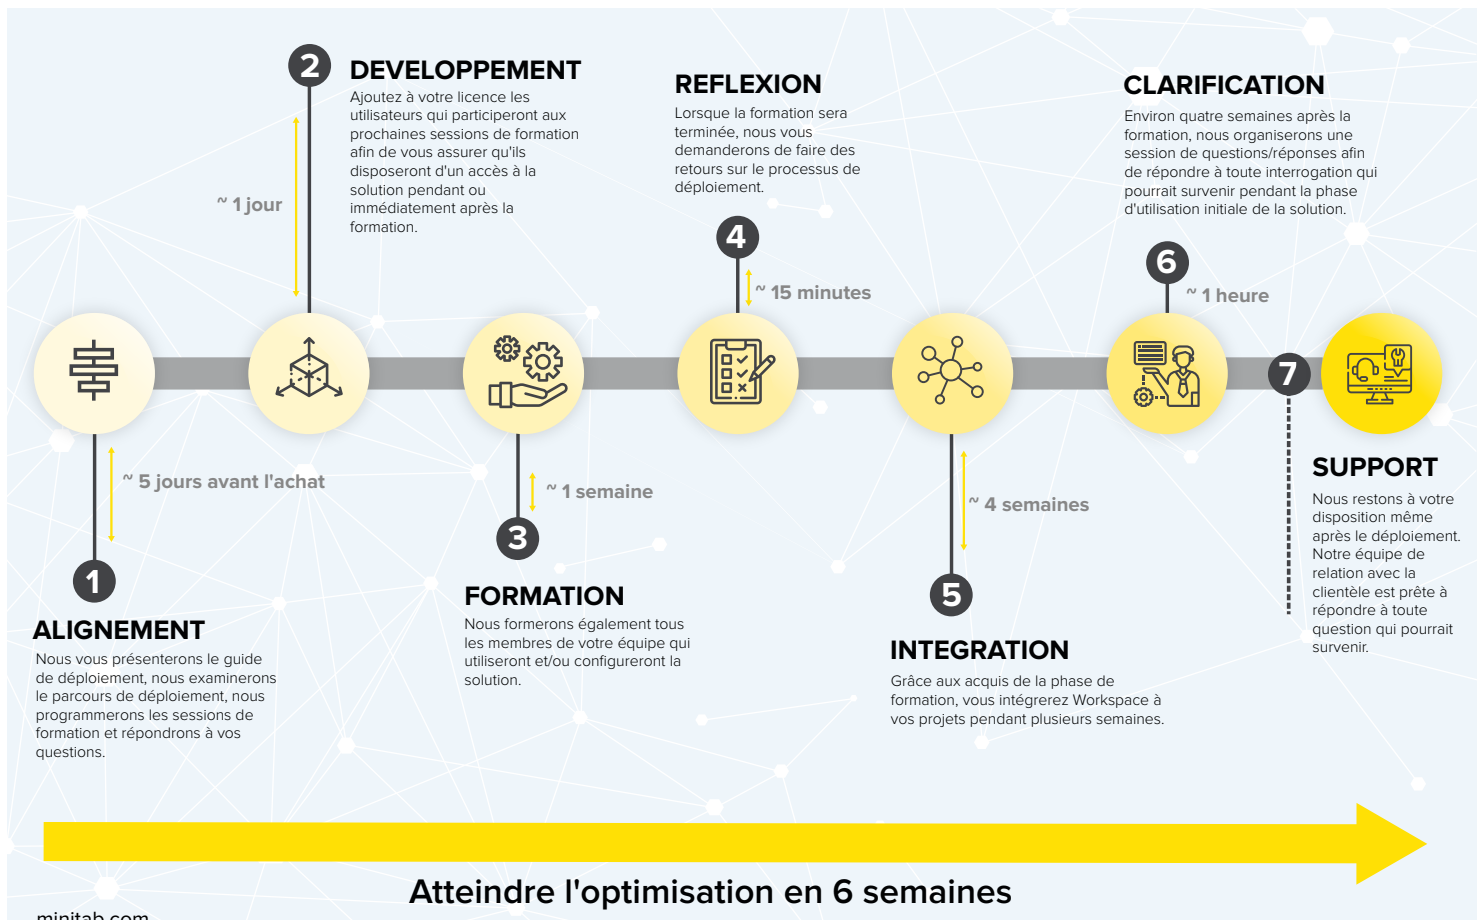 2
DEVELOPPEMENT
Ajoutez à votre licence les
utilisateurs qui participeront aux
prochaines sessions de formation
afin de vous assurer qu'ils
disposeront d'un accès à la
solution pendant ou
immédiatement après la
formation.
~ 1 jour
REFLEXION
Lorsque la formation sera
terminée, nous vous
demanderons de faire des
retours sur le processus de
déploiement.
4
~ 15 minutes
CLARIFICATION
Environ quatre semaines après la
formation, nous organiserons une
session de questions/réponses afin
de répondre à toute interrogation qui
pourrait survenir pendant la phase
d'utilisation initiale de la solution.
6
~ 1 heure
~ 5 jours avant l'achat
1
ALIGNEMENT
Nous vous présenterons le guide
de déploiement, nous examinerons
le parcours de déploiement, nous
programmerons les sessions de
formation et répondrons à vos
questions.
~ 1 semaine
3
FORMATION
Nous formerons également tous
les membres de votre équipe qui
utiliseront et/ou configureront la
solution.
~ 4 semaines
5
INTEGRATION
Grâce aux acquis de la phase de
formation, vous intégrerez Workspace à
vos projets pendant plusieurs semaines.
7
SUPPORT
Nous restons à votre
disposition même
après le déploiement.
Notre équipe de
relation avec la
clientèle est prête à
répondre à toute
question qui pourrait
survenir.
Atteindre l'optimisation en 6 semaines
minitab.com